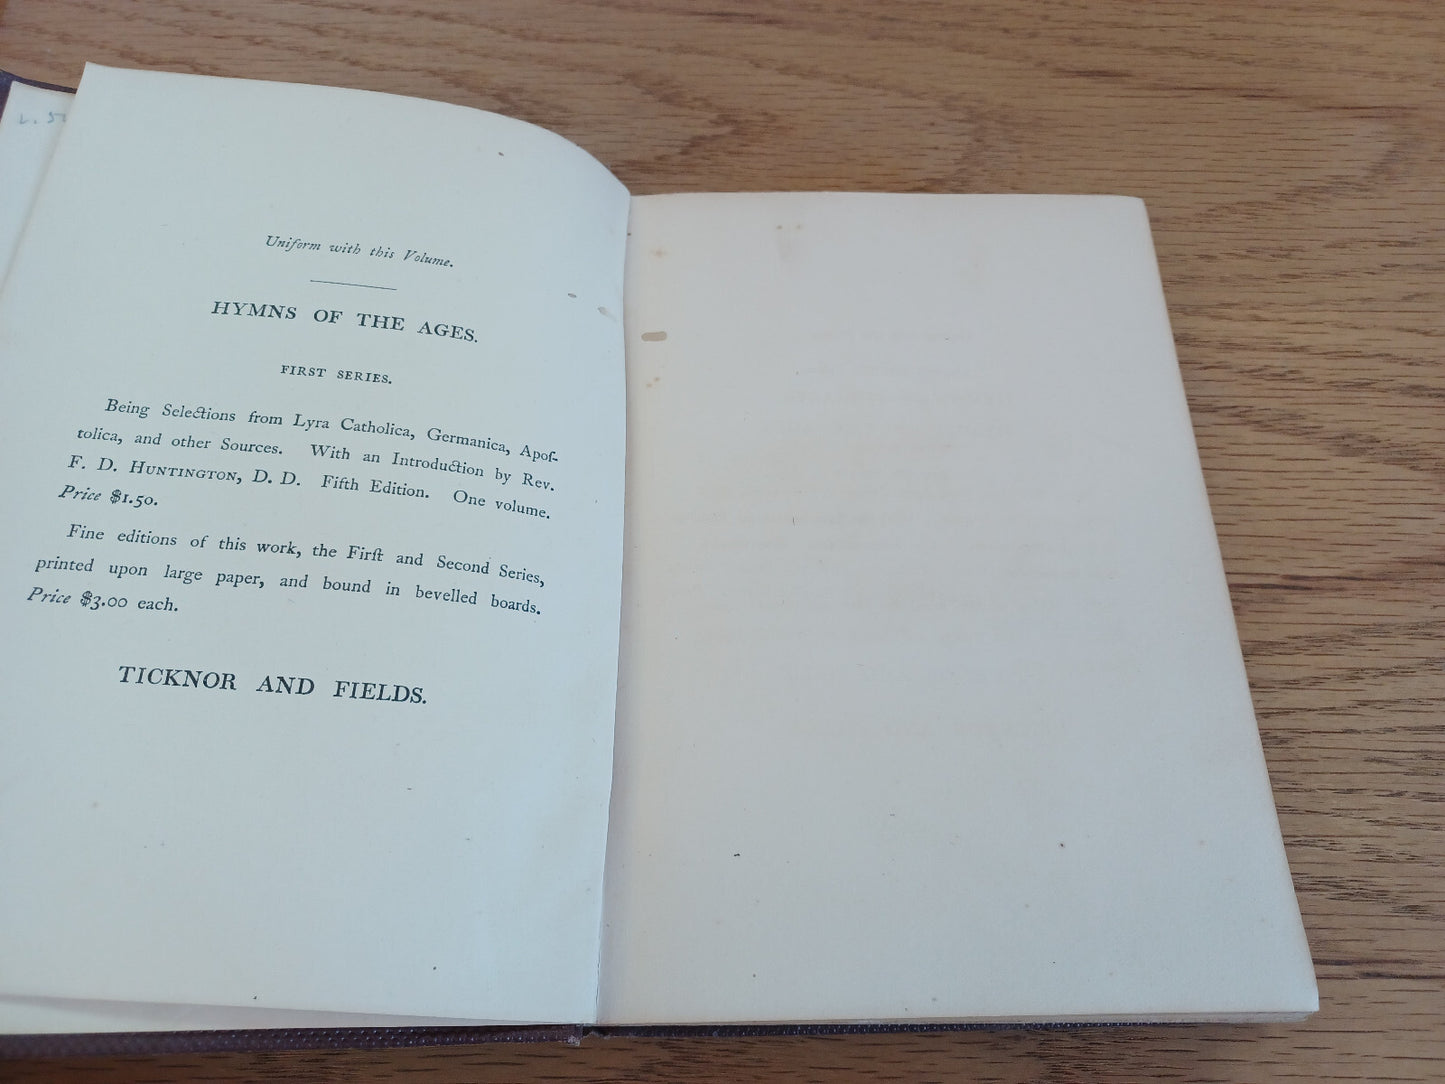 Uniform with this Volume.
HYMNS OF THE AGES.
FIRST SERIES.
Being Selections from Lyra Catholica, Germanica, Apoſ-
tolica, and other Sources. With an Introduction by Rev.
F. D. HUNTINGTON, D. D. Fifth Edition. One volume.
Price $1.50.
Fine editions of this work, the Firſt and Second Series,
printed upon large paper, and bound in bevelled boards.
Price $3.00 each.
TICKNOR AND FIELDS.